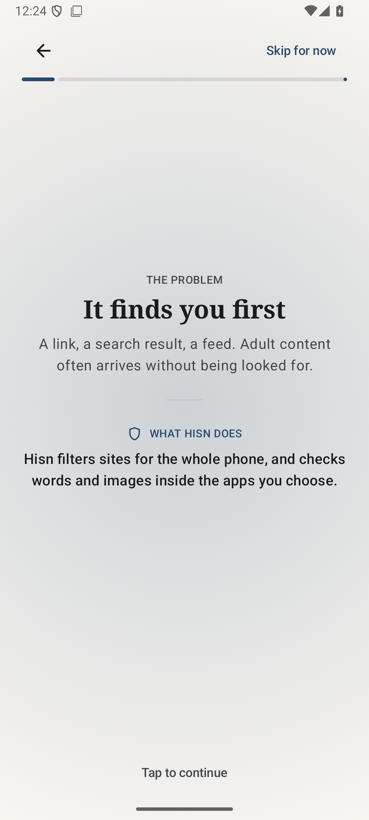 12:24
Skip for now
THE PROBLEM
It finds you first
A link, a search result, a feed. Adult content
often arrives without being looked for.
WHAT HISN DOES
Hisn filters sites for the whole phone, and checks
words and images inside the apps you choose.
Tap to continue